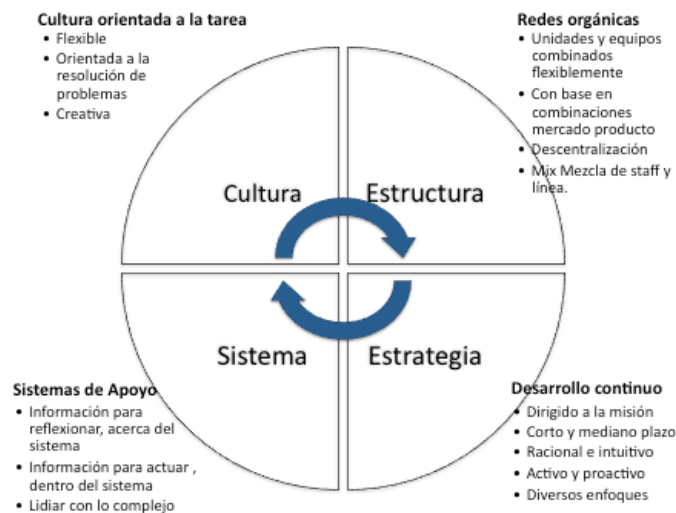 Cultura orientada a la tarea
• Flexible
• Orientada a la
resolución de
problemas
• Creativa
Redes orgánicas
• Unidades y equipos
combinados
flexiblemente
• Con base en
combinaciones
mercado producto
• Descentralización
• Mix Mezcla de staff y
línea.
Cultura
Estructura
Sistema
Estrategia
Sistemas de Apoyo
• Información para
reflexionar, acerca del
sistema
• Información para actuar ,
dentro del sistema
• Lidiar con lo complejo
Desarrollo continuo
• Dirigido a la misión
• Corto y mediano plazo
• Racional e intuitivo
• Activo y proactivo
• Diversos enfoques